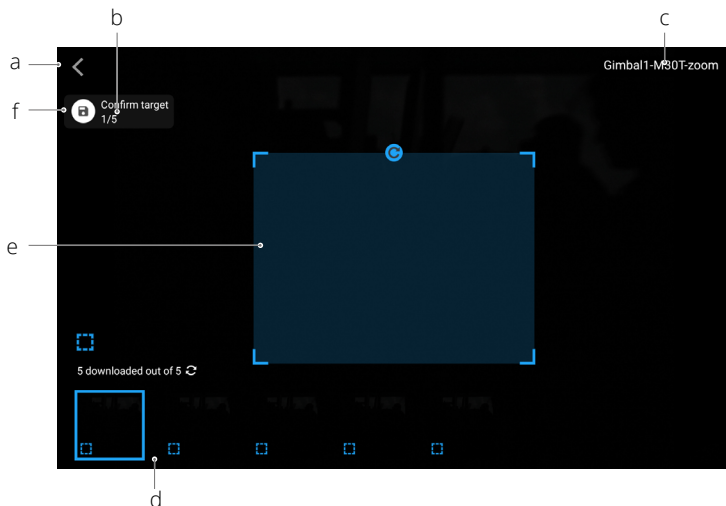 b
c
a
Gimbal1-M30T-zoom
f
Confirm target
1/5
e
5 downloaded out of 5
d